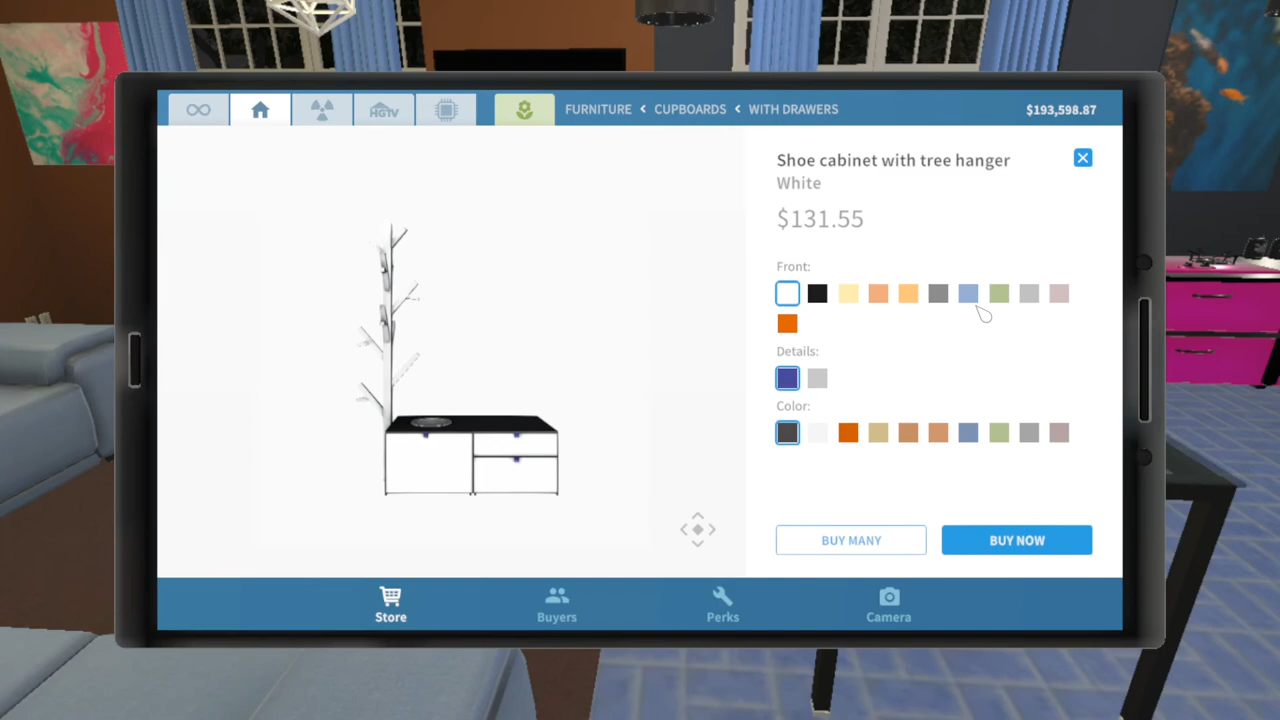 HGTV
FURNITURE < CUPBOARDS < WITH DRAWERS
$193,598.87
Shoe cabinet with tree hanger
White
$131.55
Front:
Details:
Color:
BUY MANY
BUY NOW
Store
Buyers
Perks
Camera